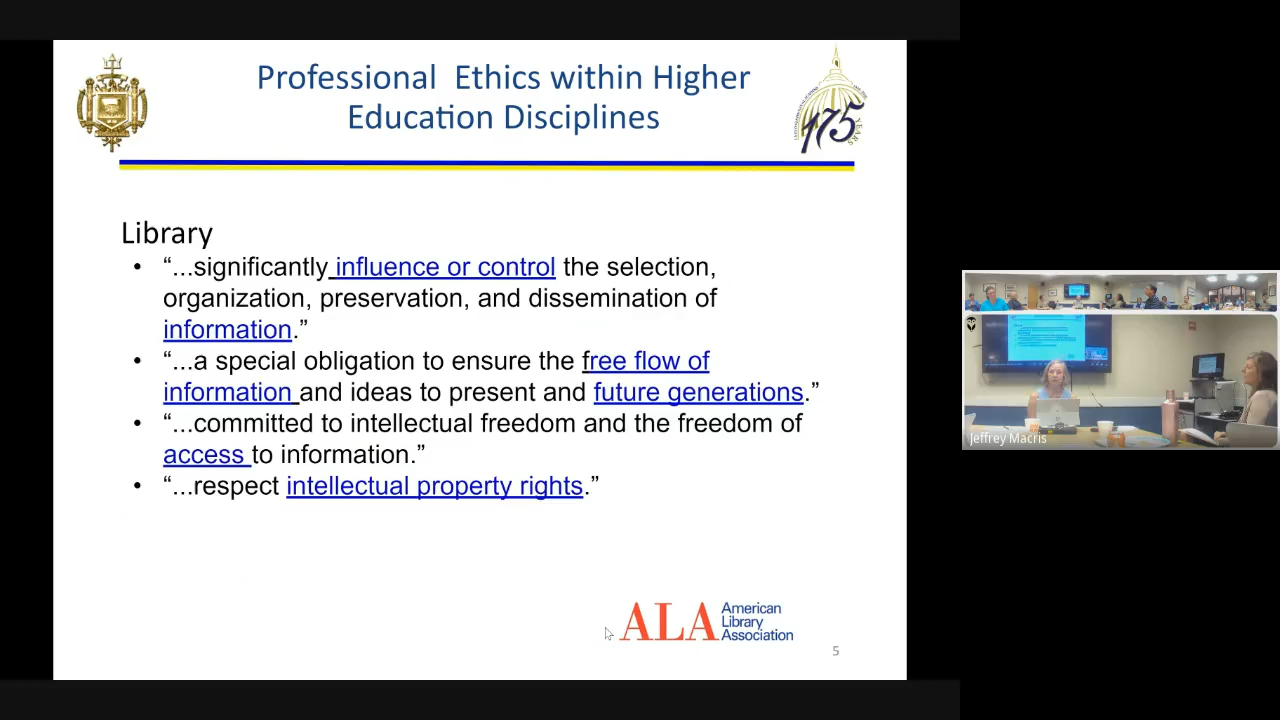 Professional Ethics within Higher
Education Disciplines
175
YEARS
Library
• “...significantly influence or control the selection,
organization, preservation, and dissemination of
information.”
• “...a special obligation to ensure the free flow of
information and ideas to present and future generations.”
• “...committed to intellectual freedom and the freedom of
access to information.”
• “...respect intellectual property rights.”
ALA American
Library
Association
5
Jeffrey Macris